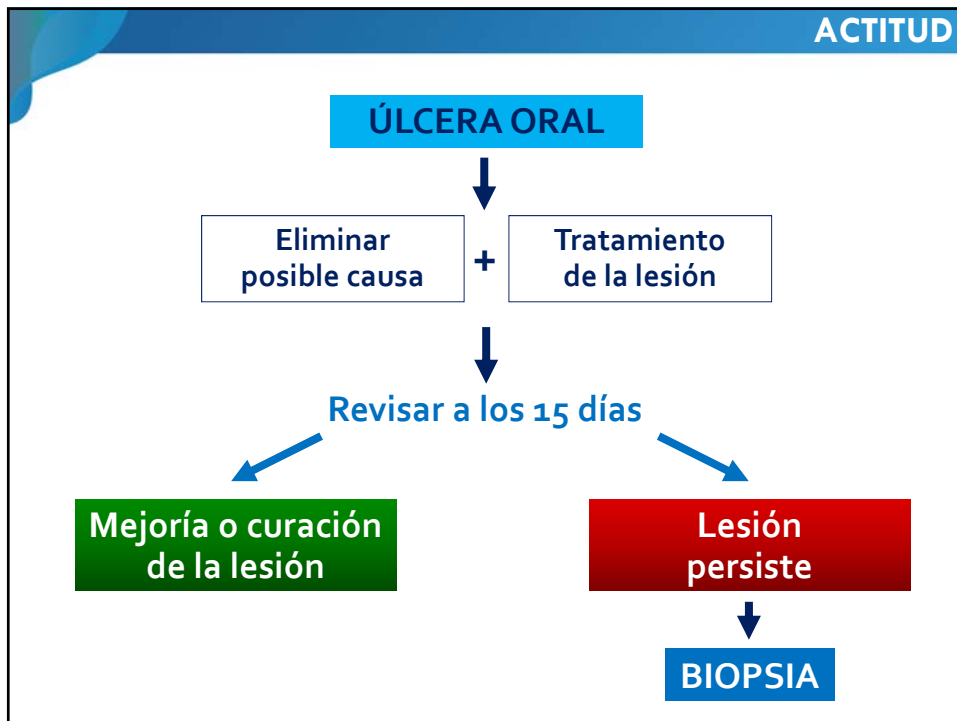 ACTITUD
ÚLCERA ORAL
Eliminar
posible causa
+
Tratamiento
de la lesión
Revisar a los 15 días
Mejoría o curación
de la lesión
Lesión
persiste
BIOPSIA